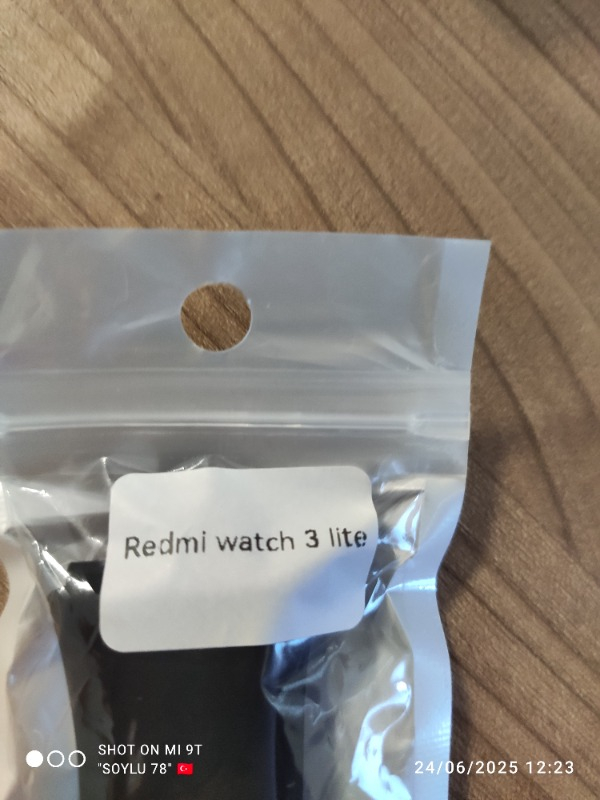 Redmi watch 3 lite
SHOT ON MI 9T
"SOYLU 78" 🇹🇷
24/06/2025 12:23